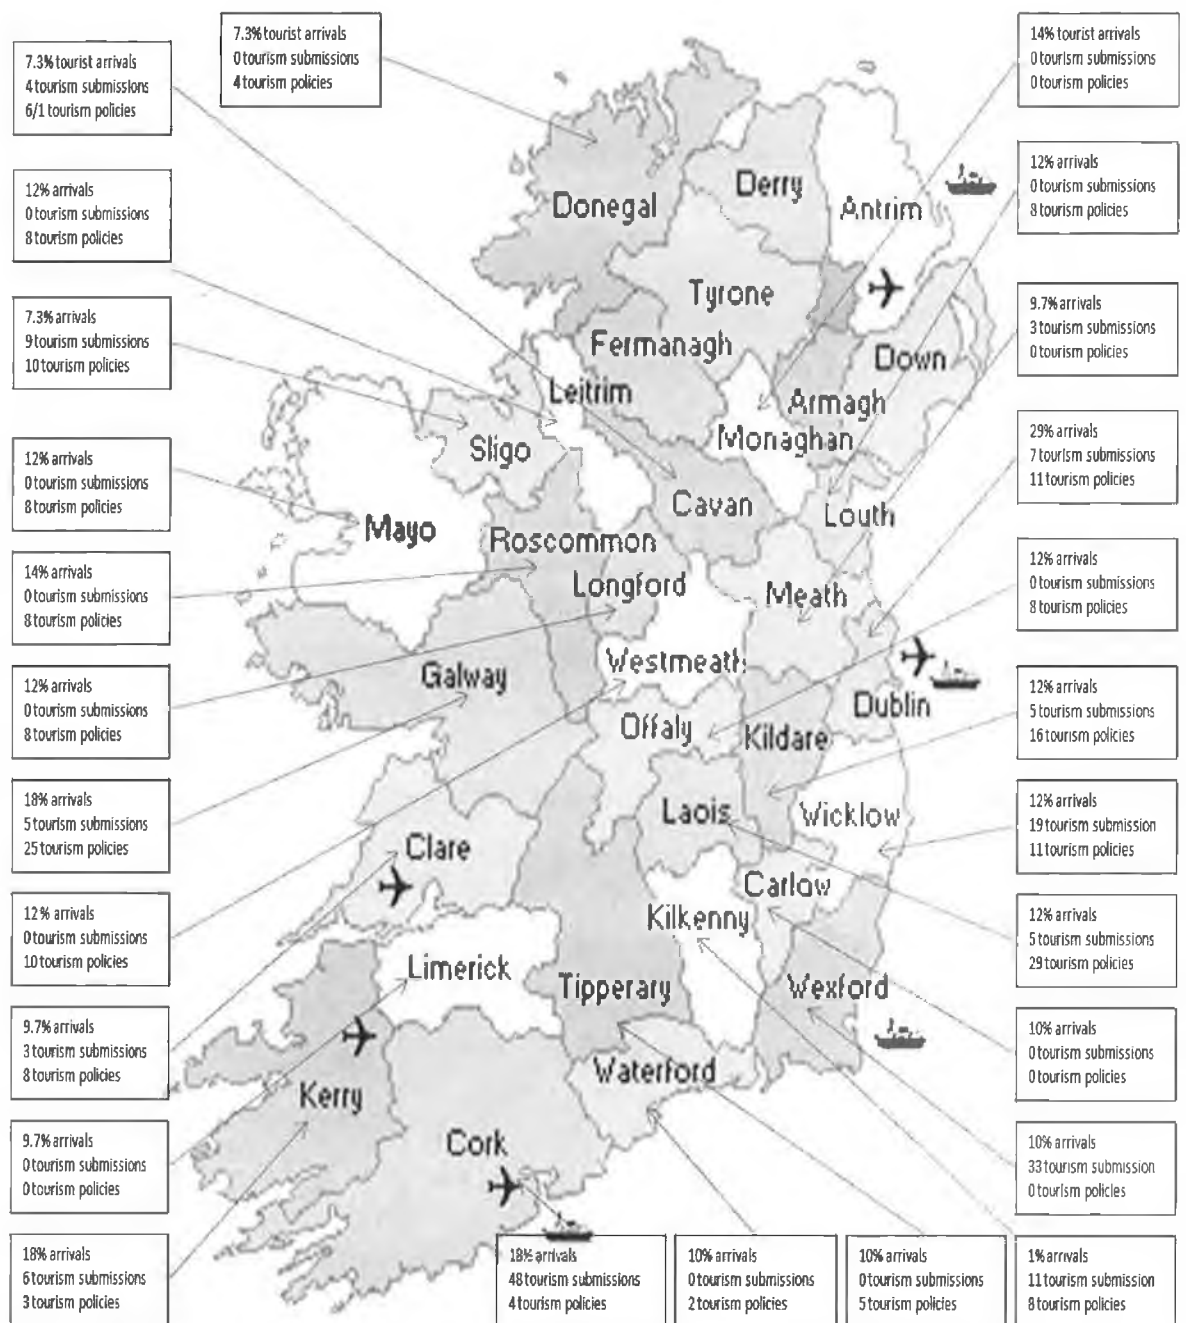 7.3% tourist arrivals
4 tourism submissions
6/1 tourism policies
7.3% tourist arrivals
0 tourism submissions
4 tourism policies
14% tourist arrivals
0 tourism submissions
0 tourism policies
12% arrivals
0 tourism submissions
8 tourism policies
12% arrivals
0 tourism submissions
8 tourism policies
7.3% arrivals
9 tourism submissions
10 tourism policies
9.7% arrivals
3 tourism submissions
0 tourism policies
12% arrivals
0 tourism submissions
8 tourism policies
29% arrivals
7 tourism submissions
11 tourism policies
14% arrivals
0 tourism submissions
8 tourism policies
12% arrivals
0 tourism submissions
8 tourism policies
12% arrivals
0 tourism submissions
8 tourism policies
12% arrivals
5 tourism submissions
16 tourism policies
18% arrivals
5 tourism submissions
25 tourism policies
12% arrivals
19 tourism submission
11 tourism policies
12% arrivals
0 tourism submissions
10 tourism policies
12% arrivals
5 tourism submissions
29 tourism policies
9.7% arrivals
3 tourism submissions
8 tourism policies
10% arrivals
0 tourism submissions
0 tourism policies
9.7% arrivals
0 tourism submissions
0 tourism policies
10% arrivals
33 tourism submission
0 tourism policies
18% arrivals
6 tourism submissions
3 tourism policies
18% arrivals
48 tourism submissions
4 tourism policies
10% arrivals
0 tourism submissions
2 tourism policies
10% arrivals
0 tourism submissions
5 tourism policies
1% arrivals
11 tourism submission
8 tourism policies
Donegal
Derry
Antrim
Tyrone
Fermanagh
Down
Leitrim
Armagh
Monaghan
Sligo
Cavan
Louth
Mayo
Roscommon
Longford
Meath
Westmeath
Galway
Dublin
Offaly
Kildare
Laois
Wicklow
Clare
Carlow
Kilkenny
Limerick
Tipperary
Wexford
Waterford
Kerry
Cork